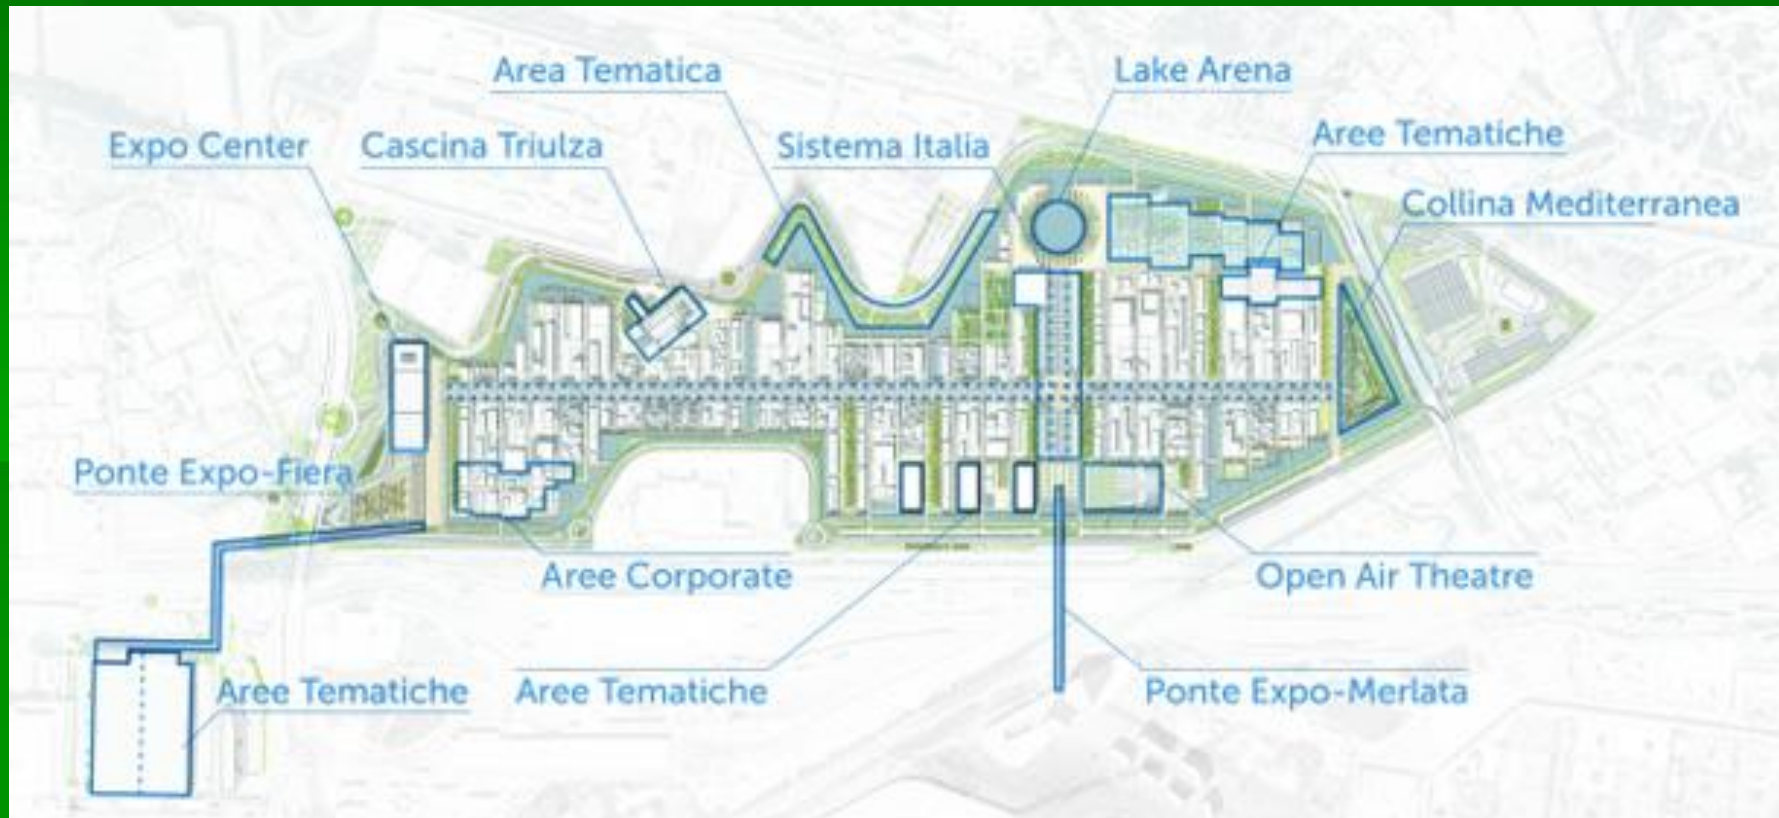 Area Tematica
Lake Arena
Expo Center
Cascina Triulza
Sistema Italia
Aree Tematiche
Collina Mediterranea
Ponte Expo-Fiera
Aree Corporate
Open Air Theatre
Aree Tematiche
Aree Tematiche
Ponte Expo-Merlata